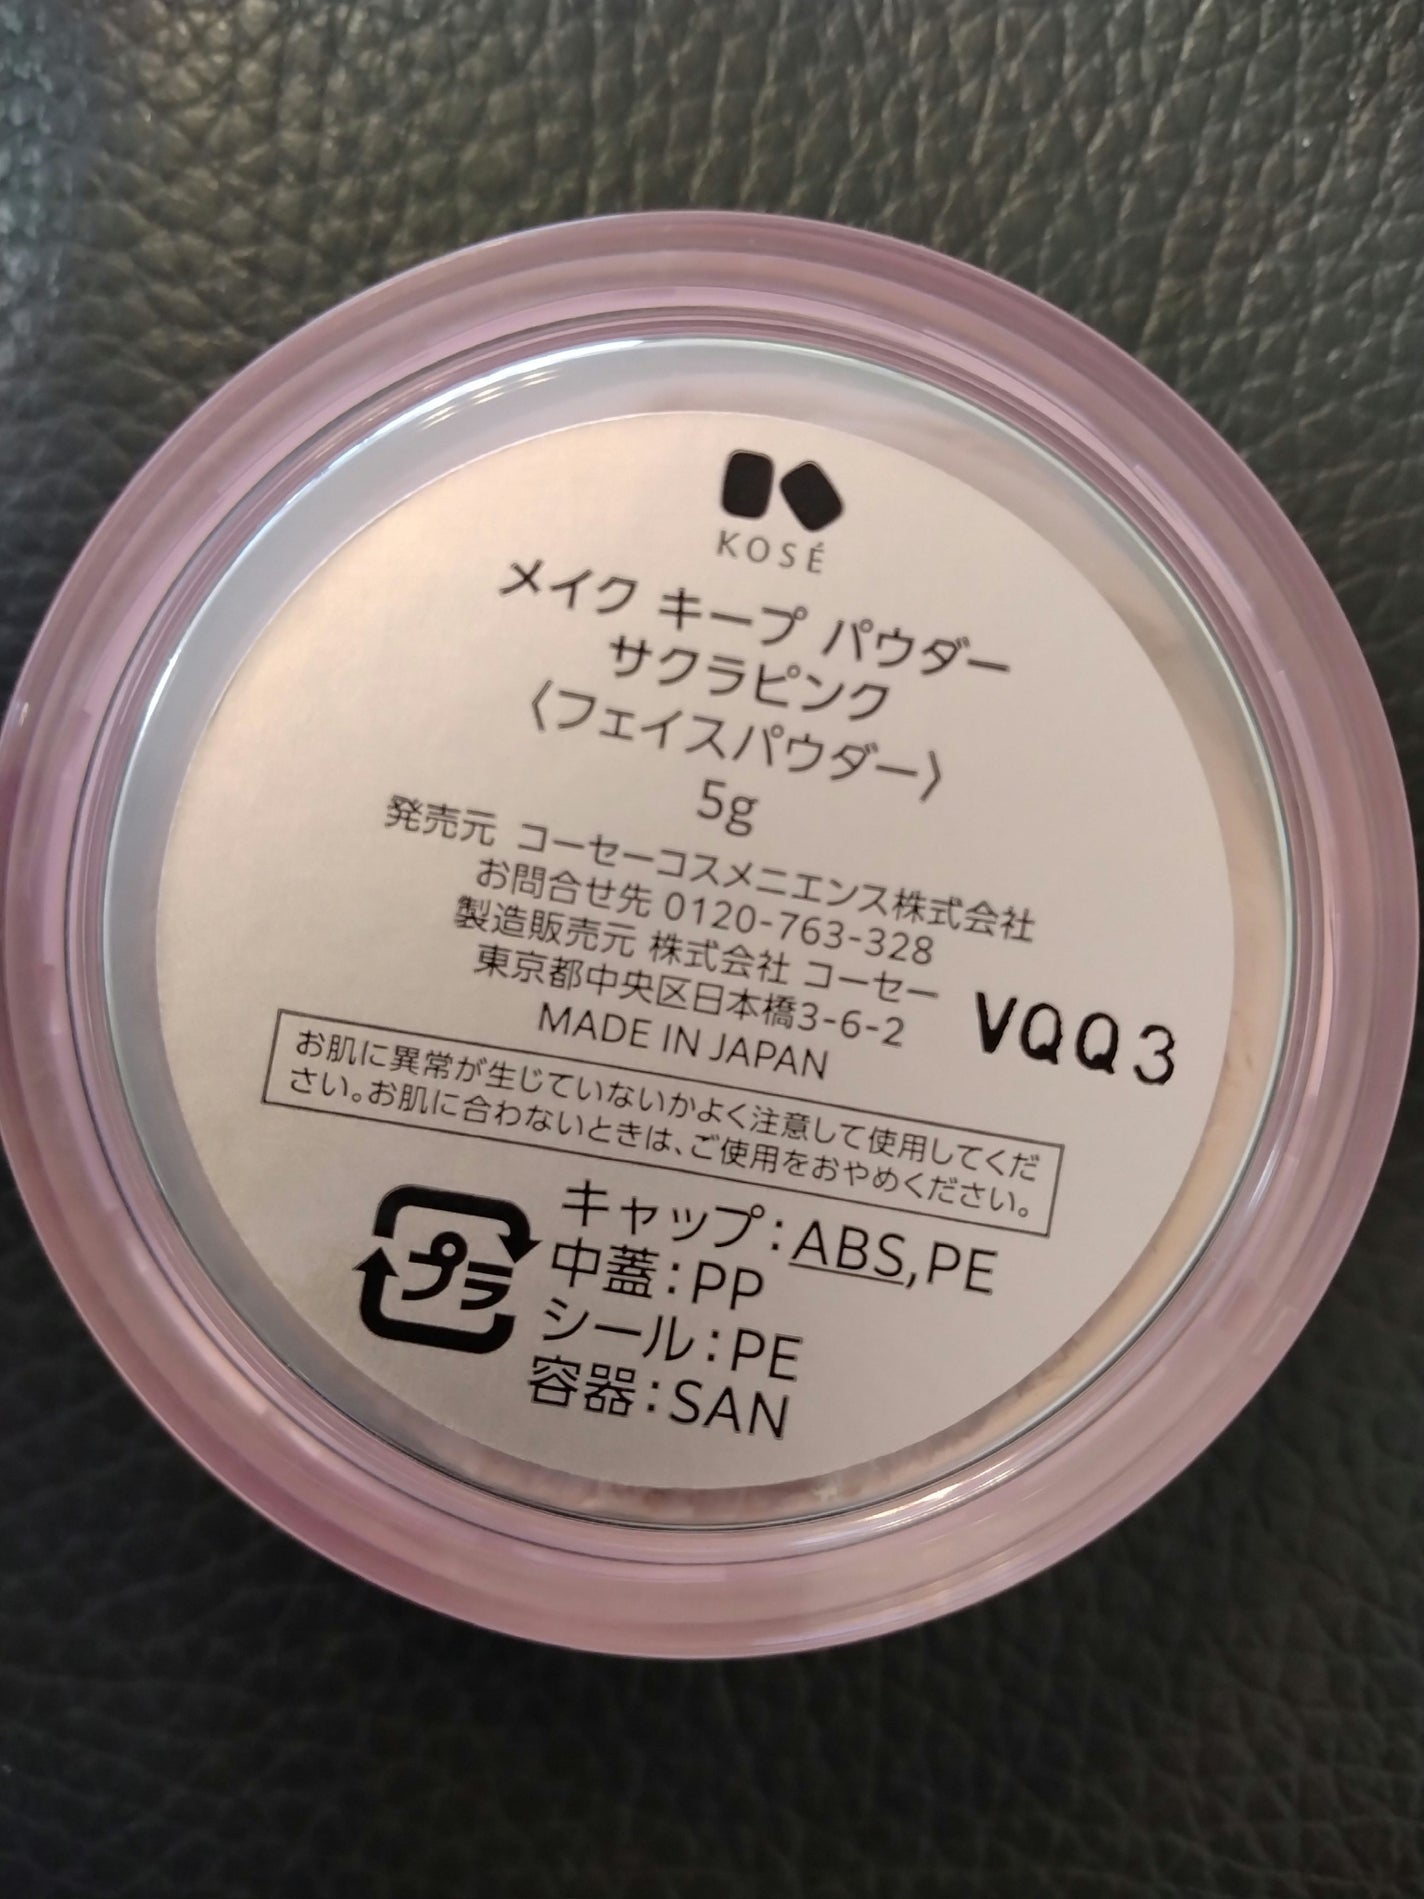 KOSÉ
メイク キープ パウダー
サクラピンク
〈フェイスパウダー〉
5g
発売元 コーセーコスメニエンス株式会社
お問合せ先 0120-763-328
製造販売元 株式会社 コーセー
東京都中央区日本橋3-6-2
MADE IN JAPAN
VQQ3
お肌に異常が生じていないかよく注意して使用してくだ
さい。お肌に合わないときは、ご使用をおやめください。
プラ
キャップ：ABS,PE
中蓋：PP
シール：PE
容器：SAN